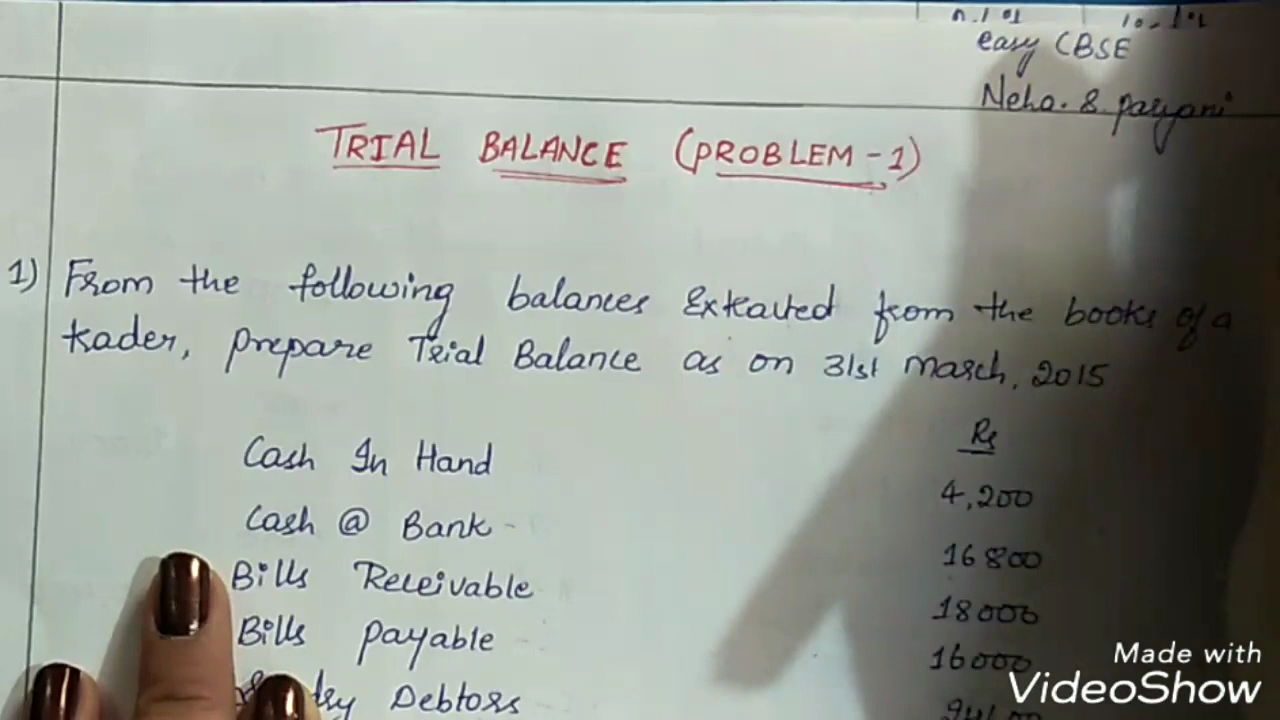 easy CBSE
Neha. S. Paryani
TRIAL BALANCE (PROBLEM - 1)
1) From the following balances Extracted from the books of a
trader, prepare Trial Balance as on 31st March, 2015
Rs
Cash In Hand 4,200
Cash @ Bank 16800
Bills Receivable 18000
Bills Payable 16000
Debtors
Made with
VideoShow